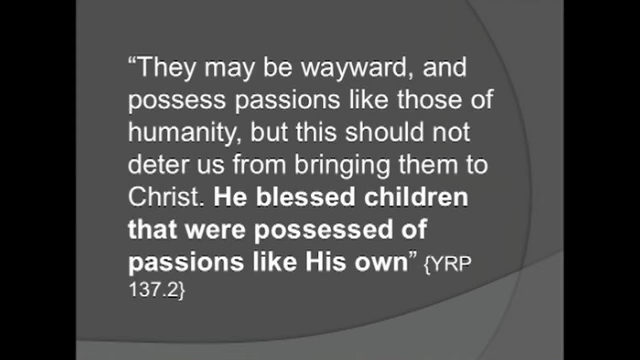 “They may be wayward, and
possess passions like those of
humanity, but this should not
deter us from bringing them to
Christ. He blessed children
that were possessed of
passions like His own” {YRP
137.2}